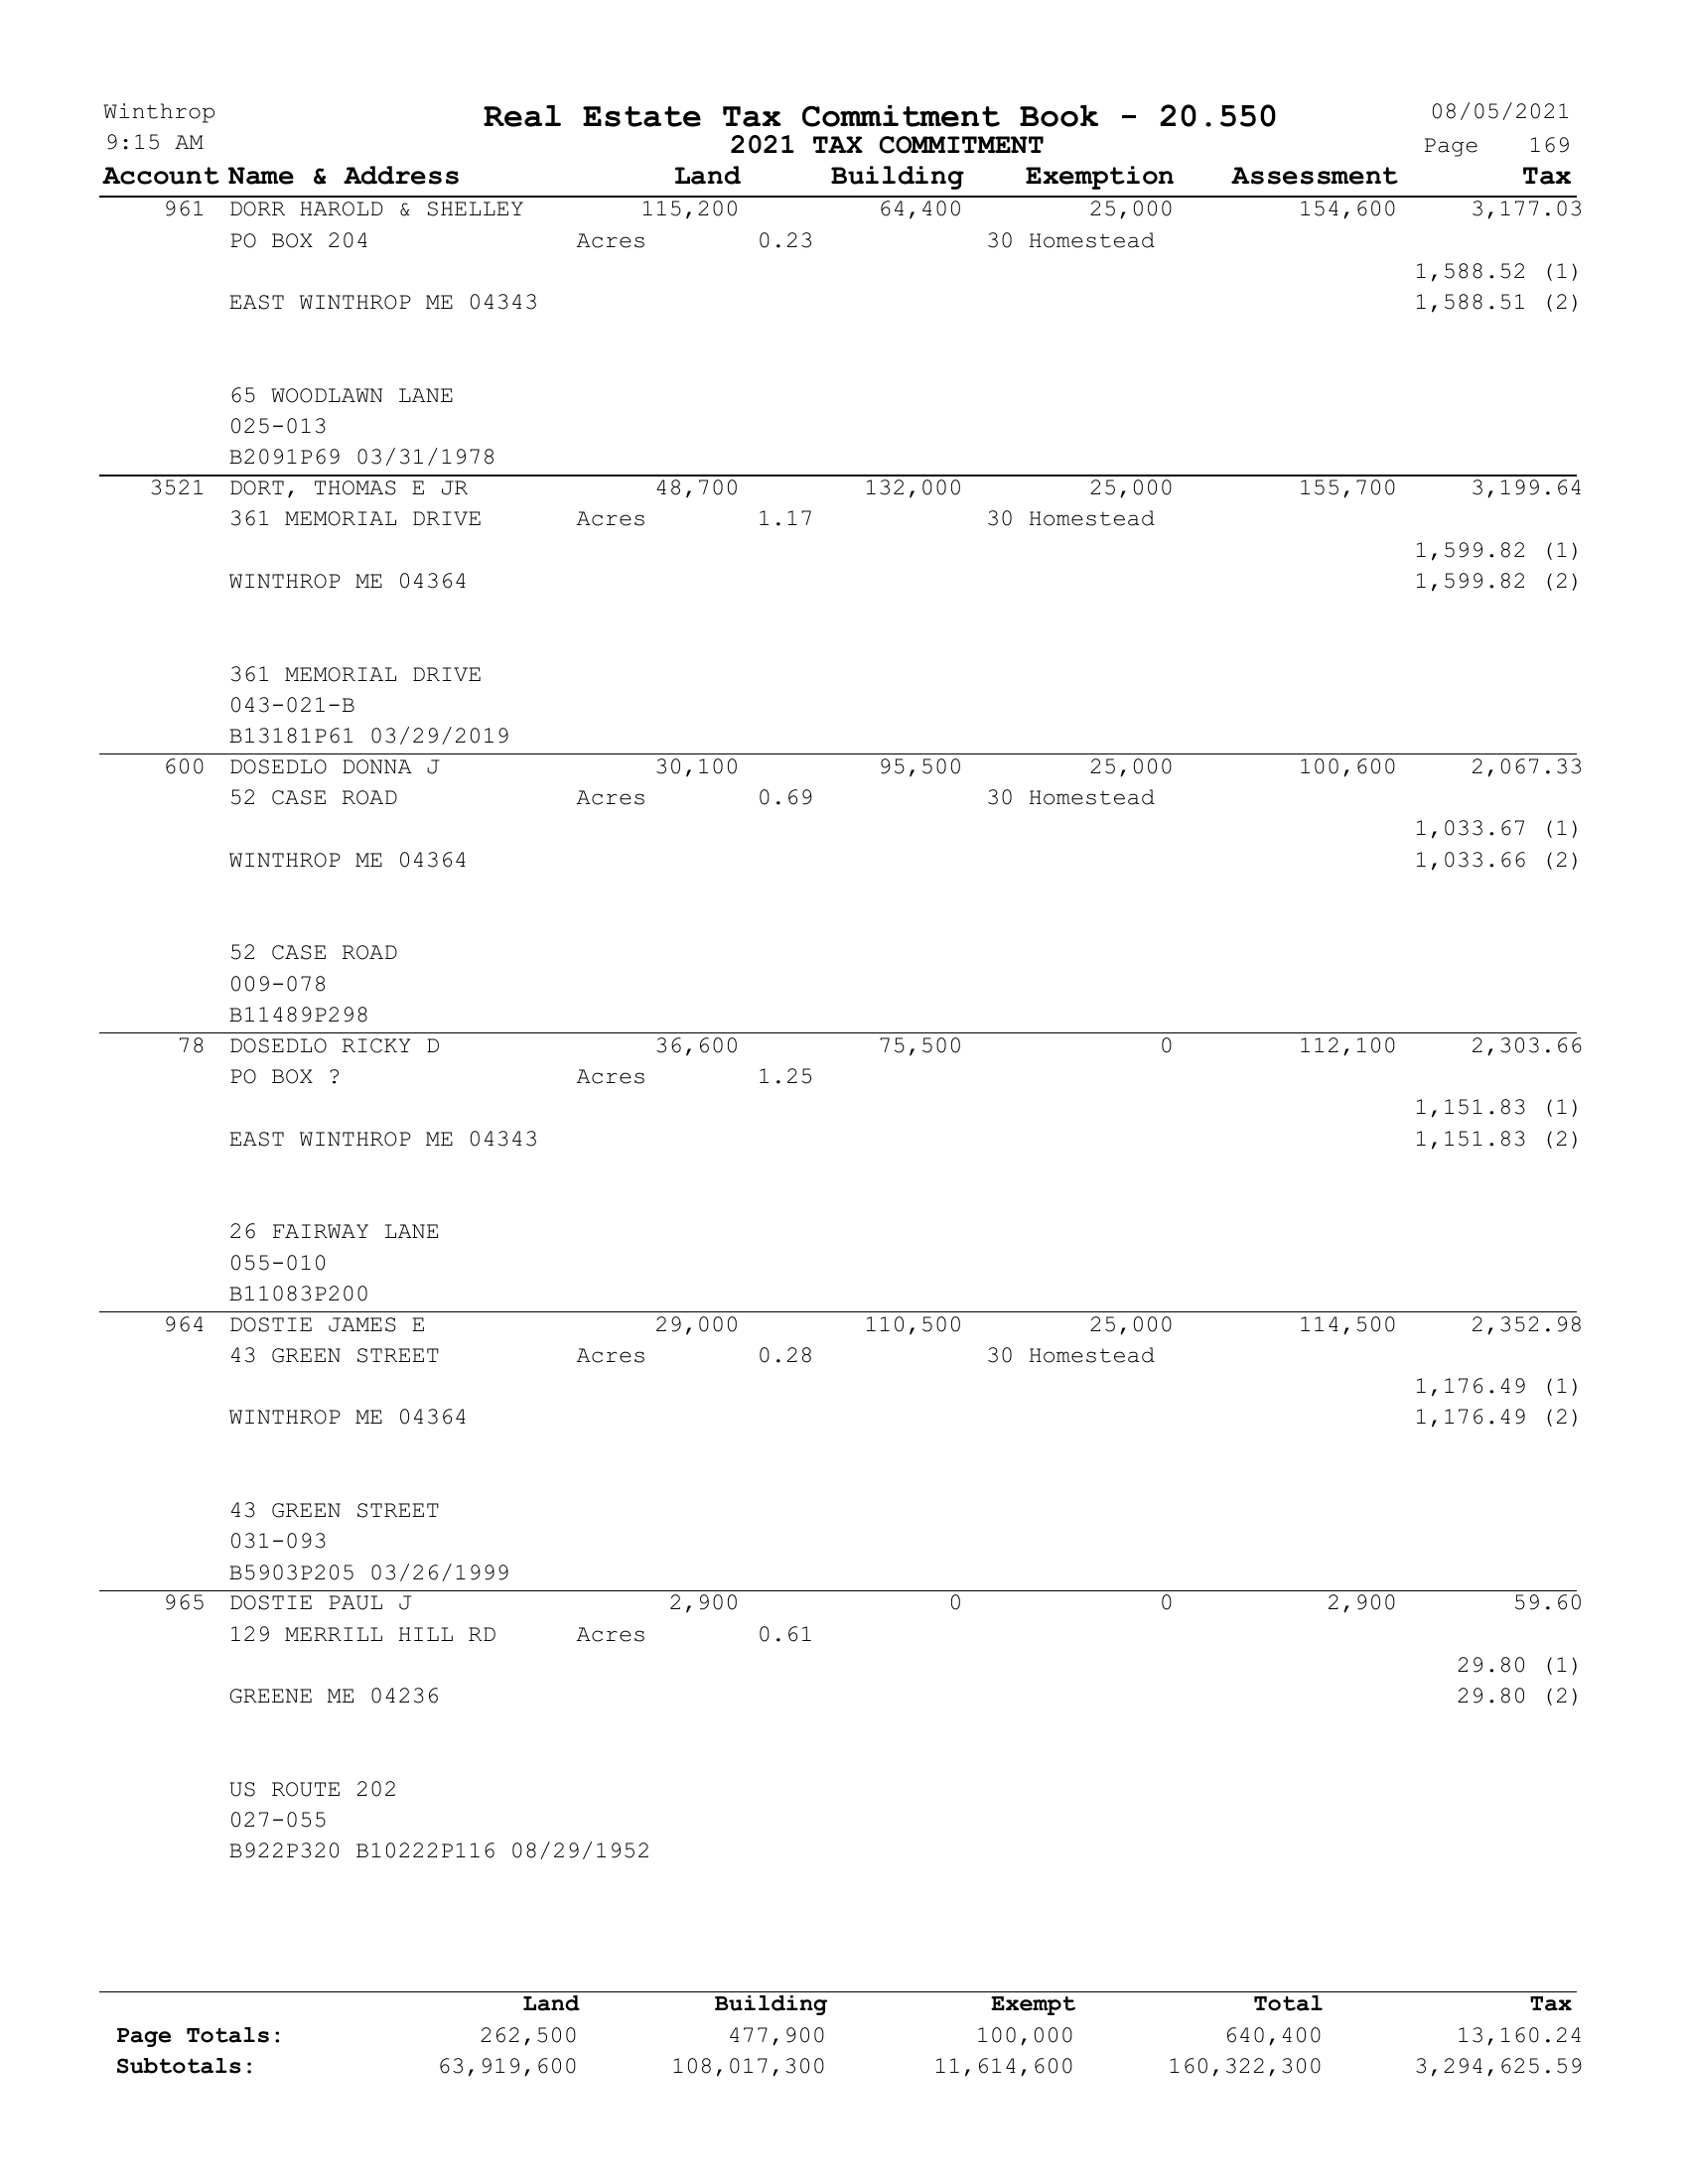 Winthrop Real Estate Tax Commitment Book - 20.550 08/05/2021
9:15 AM 2021 TAX COMMITMENT Page 169
Account Name & Address Land Building Exemption Assessment Tax
961 DORR HAROLD & SHELLEY 115,200 64,400 25,000 154,600 3,177.03
PO BOX 204 Acres 0.23 30 Homestead
1,588.52 (1)
EAST WINTHROP ME 04343 1,588.51 (2)
65 WOODLAWN LANE
025-013
B2091P69 03/31/1978
3521 DORT, THOMAS E JR 48,700 132,000 25,000 155,700 3,199.64
361 MEMORIAL DRIVE Acres 1.17 30 Homestead
1,599.82 (1)
WINTHROP ME 04364 1,599.82 (2)
361 MEMORIAL DRIVE
043-021-B
B13181P61 03/29/2019
600 DOSEDLO DONNA J 30,100 95,500 25,000 100,600 2,067.33
52 CASE ROAD Acres 0.69 30 Homestead
1,033.67 (1)
WINTHROP ME 04364 1,033.66 (2)
52 CASE ROAD
009-078
B11489P298
78 DOSEDLO RICKY D 36,600 75,500 0 112,100 2,303.66
PO BOX ? Acres 1.25
1,151.83 (1)
EAST WINTHROP ME 04343 1,151.83 (2)
26 FAIRWAY LANE
055-010
B11083P200
964 DOSTIE JAMES E 29,000 110,500 25,000 114,500 2,352.98
43 GREEN STREET Acres 0.28 30 Homestead
1,176.49 (1)
WINTHROP ME 04364 1,176.49 (2)
43 GREEN STREET
031-093
B5903P205 03/26/1999
965 DOSTIE PAUL J 2,900 0 0 2,900 59.60
129 MERRILL HILL RD Acres 0.61
29.80 (1)
GREENE ME 04236 29.80 (2)
US ROUTE 202
027-055
B922P320 B10222P116 08/29/1952
Land Building Exempt Total Tax
Page Totals: 262,500 477,900 100,000 640,400 13,160.24
Subtotals: 63,919,600 108,017,300 11,614,600 160,322,300 3,294,625.59